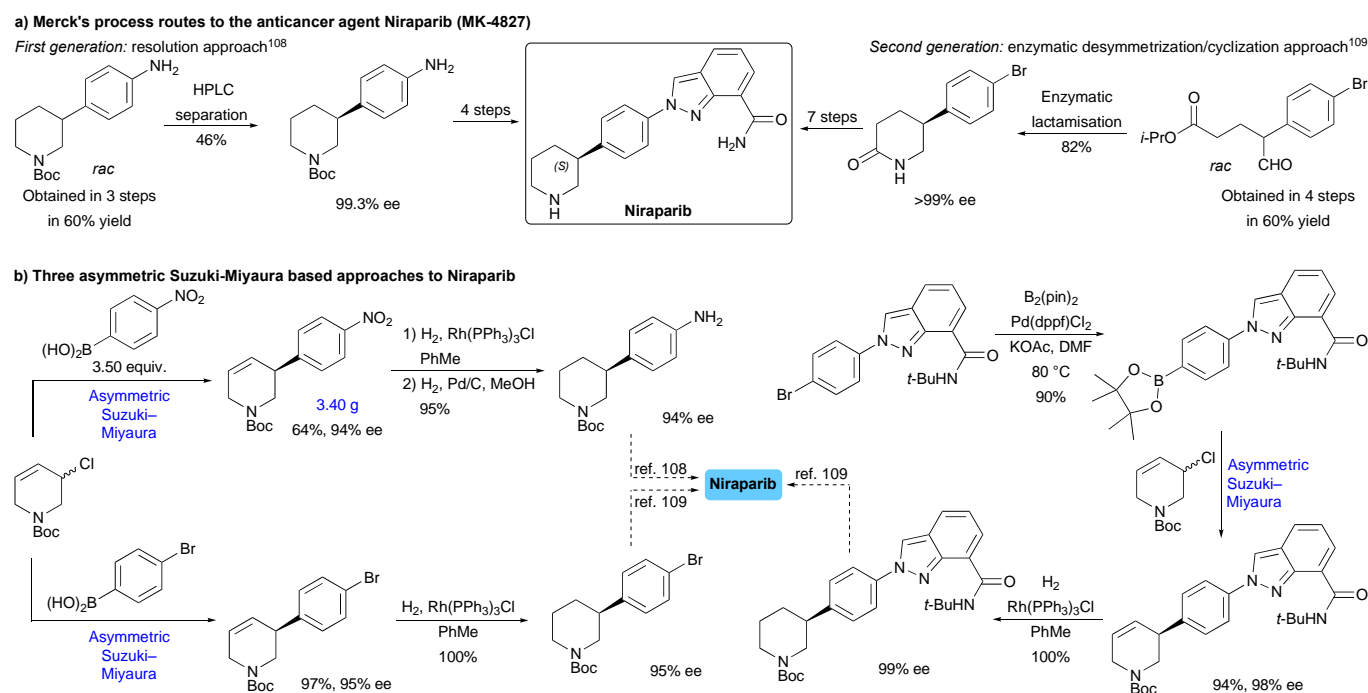 a) Merck's process routes to the anticancer agent Niraparib (MK-4827)
First generation: resolution approach108
NH2
N
Boc
rac
Obtained in 3 steps
in 60% yield
HPLC
separation
46%
NH2
N
Boc
99.3% ee
4 steps
N
N
O
H2N
(S)
N
H
Niraparib
Second generation: enzymatic desymmetrization/cyclization approach109
7 steps
Br
O
N
H
>99% ee
Enzymatic
lactamisation
82%
Br
O
i-PrO
rac
CHO
Obtained in 4 steps
in 60% yield
b) Three asymmetric Suzuki-Miyaura based approaches to Niraparib
NO2
(HO)2B
3.50 equiv.
Asymmetric
Suzuki–
Miyaura
NO2
N
Boc
3.40 g
64%, 94% ee
1) H2, Rh(PPh3)3Cl
PhMe
2) H2, Pd/C, MeOH
95%
NH2
N
Boc
94% ee
Cl
N
Boc
Br
(HO)2B
Asymmetric
Suzuki–
Miyaura
Br
N
Boc
97%, 95% ee
H2, Rh(PPh3)3Cl
PhMe
100%
Br
N
Boc
95% ee
ref. 108
ref. 109
Niraparib
ref. 109
N
N
O
t-BuHN
Br
B2(pin)2
Pd(dppf)Cl2
KOAc, DMF
80 °C
90%
N
N
O
t-BuHN
O
B
O
Cl
N
Boc
Asymmetric
Suzuki–
Miyaura
N
N
O
t-BuHN
N
Boc
94%, 98% ee
H2
Rh(PPh3)3Cl
PhMe
100%
N
N
O
t-BuHN
N
Boc
99% ee